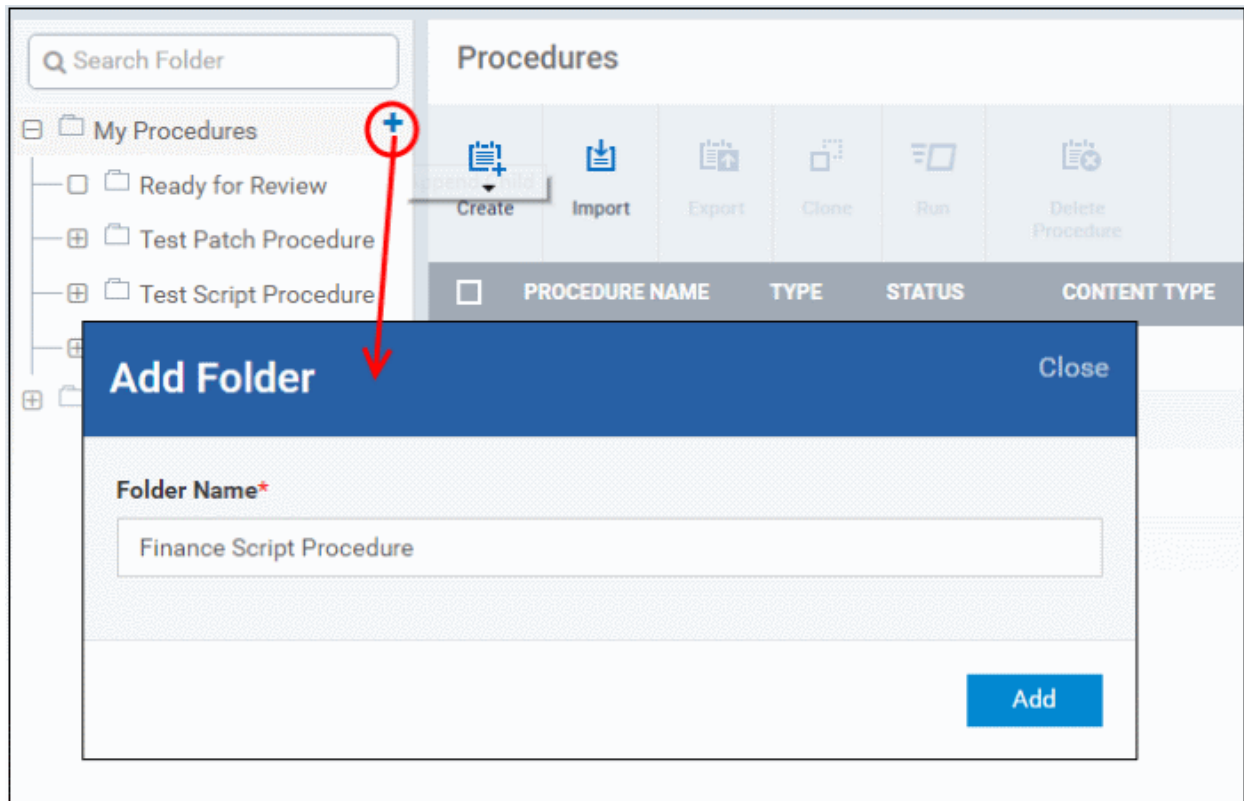 Search Folder
Procedures
My Procedures
Ready for Review
Test Patch Procedure
Test Script Procedure
Create
Import
Export
Clone
Run
Delete
Procedure
PROCEDURE NAME
TYPE
STATUS
CONTENT TYPE
Add Folder
Close
Folder Name*
Finance Script Procedure
Add